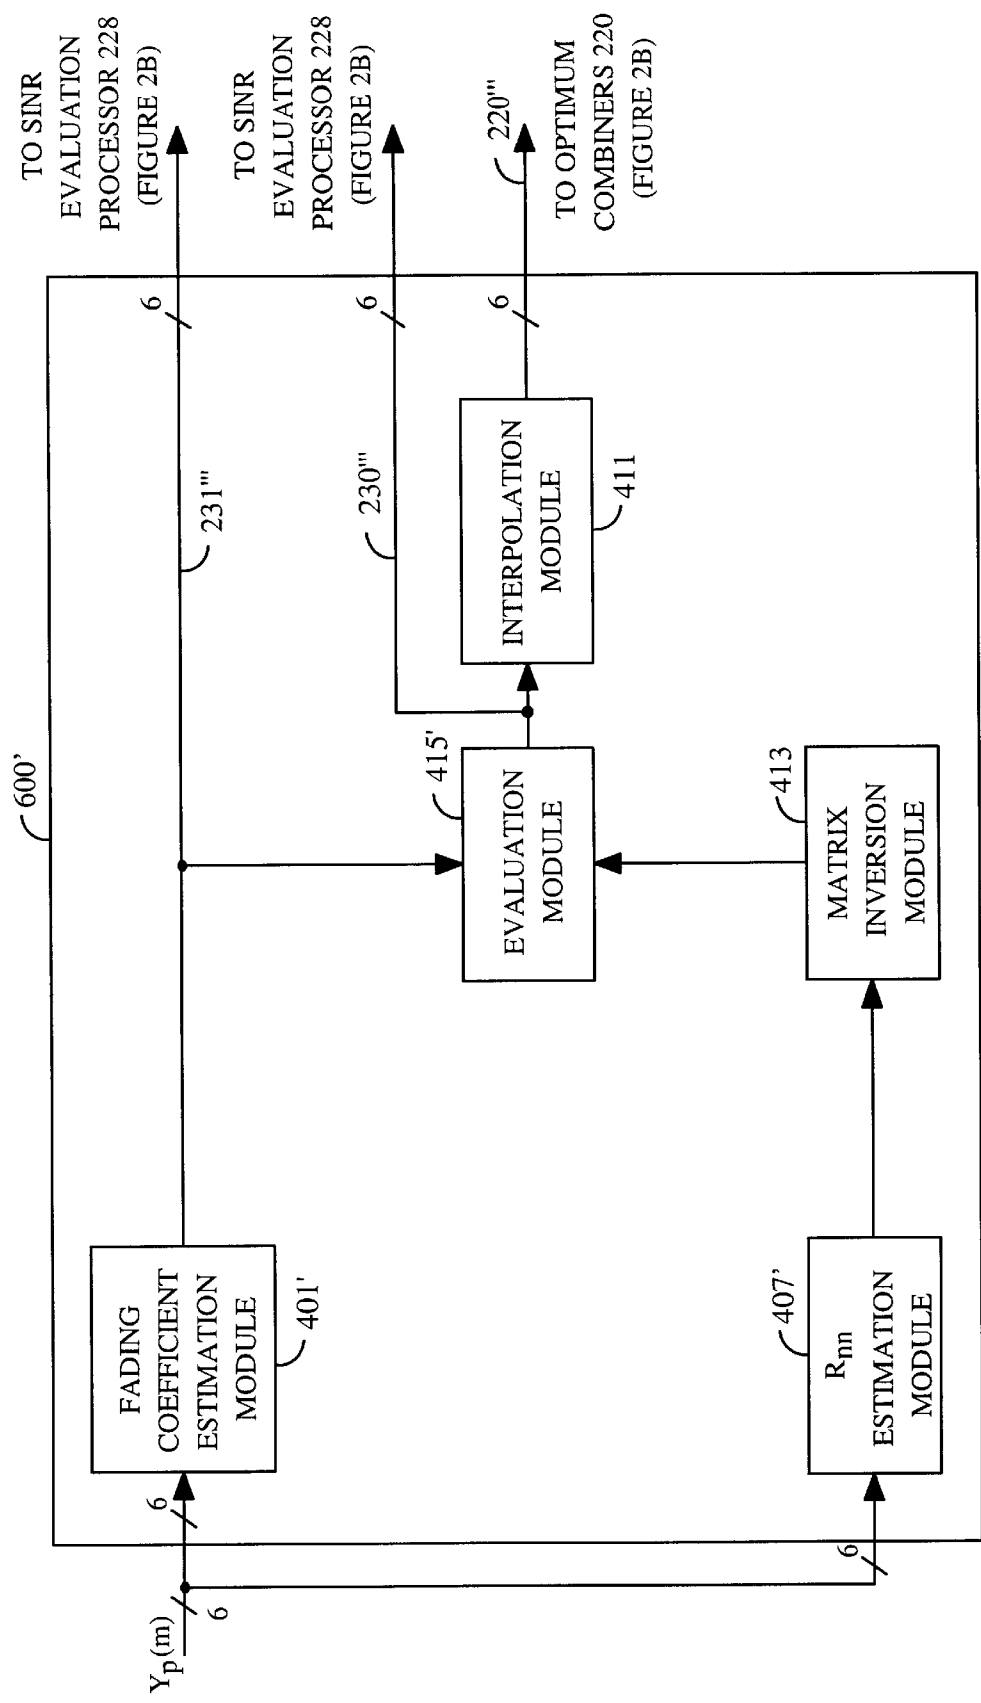 TO SINR
EVALUATION
PROCESSOR 228
(FIGURE 2B)
TO SINR
EVALUATION
PROCESSOR 228
(FIGURE 2B)
220'''
TO OPTIMUM
COMBINERS 220
(FIGURE 2B)
6
6
6
231'''
230'''
INTERPOLATION
MODULE
411
600’
415'
EVALUATION
MODULE
413
MATRIX
INVERSION
MODULE
FADING
COEFFICIENT
ESTIMATION
MODULE
401'
407’
Rnn
ESTIMATION
MODULE
6
6
6
Yp(m)